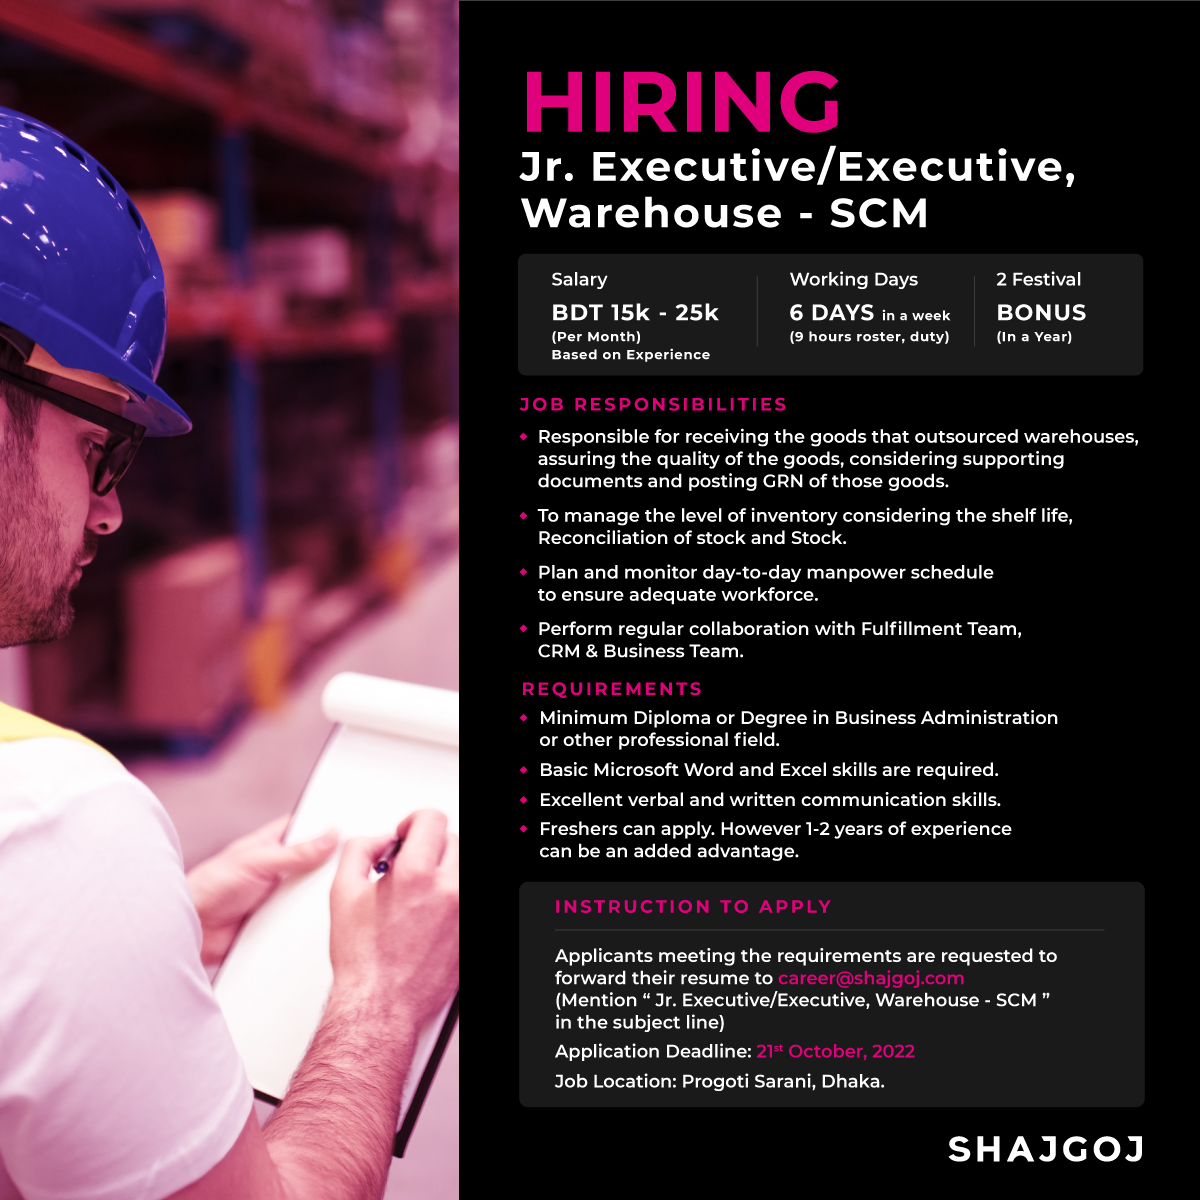 HIRING
Jr. Executive/Executive,
Warehouse - SCM
Salary
BDT 15k - 25k
(Per Month)
Based on Experience
Working Days
6 DAYS in a week
(9 hours roster, duty)
2 Festival
BONUS
(In a Year)
JOB RESPONSIBILITIES
Responsible for receiving the goods that outsourced warehouses,
assuring the quality of the goods, considering supporting
documents and posting GRN of those goods.
To manage the level of inventory considering the shelf life,
Reconciliation of stock and Stock.
Plan and monitor day-to-day manpower schedule
to ensure adequate workforce.
Perform regular collaboration with Fulfillment Team,
CRM & Business Team.
REQUIREMENTS
Minimum Diploma or Degree in Business Administration
or other professional field.
Basic Microsoft Word and Excel skills are required.
Excellent verbal and written communication skills.
Freshers can apply. However 1-2 years of experience
can be an added advantage.
INSTRUCTION TO APPLY
Applicants meeting the requirements are requested to
forward their resume to career@shajgoj.com
(Mention “ Jr. Executive/Executive, Warehouse - SCM ”
in the subject line)
Application Deadline: 21st October, 2022
Job Location: Progoti Sarani, Dhaka.
SHAJGOJ